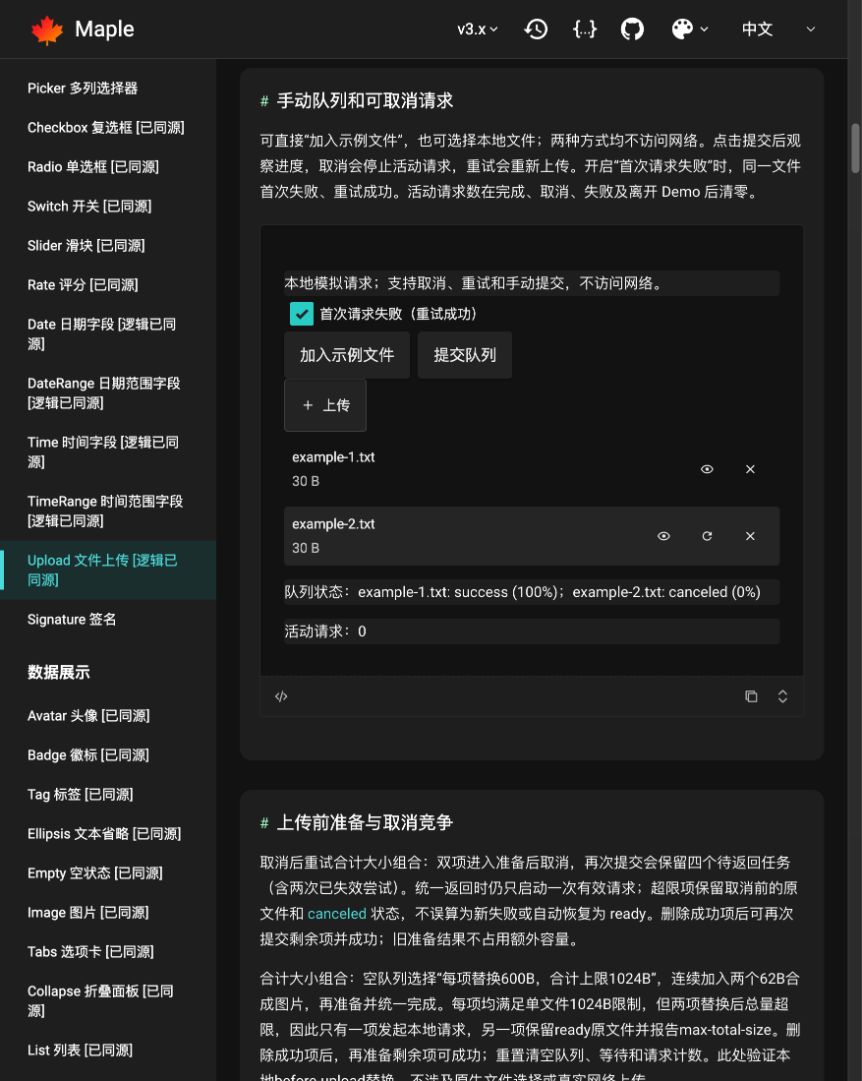 Maple
v3.x
{..}
中文
Picker 多列选择器
Checkbox 复选框 [已同源]
Radio 单选框 [已同源]
Switch 开关 [已同源]
Slider 滑块 [已同源]
Rate 评分 [已同源]
Date 日期字段 [逻辑已同
源]
DateRange 日期范围字段
[逻辑已同源]
Time 时间字段 [逻辑已同
源]
TimeRange 时间范围字段
[逻辑已同源]
Upload 文件上传 [逻辑已
同源]
Signature 签名
数据展示
Avatar 头像 [已同源]
Badge 徽标 [已同源]
Tag 标签 [已同源]
Ellipsis 文本省略 [已同源]
Empty 空状态 [已同源]
Image 图片 [已同源]
Tabs 选项卡 [已同源]
Collapse 折叠面板 [已同
源]
List 列表 [已同源]
# 手动队列和可取消请求
可直接“加入示例文件”，也可选择本地文件；两种方式均不访问网络。点击提交后观
察进度，取消会停止活动请求，重试会重新上传。开启“首次请求失败”时，同一文件
首次失败、重试成功。活动请求数在完成、取消、失败及离开 Demo 后清零。
本地模拟请求；支持取消、重试和手动提交，不访问网络。
首次请求失败（重试成功）
加入示例文件
提交队列
+ 上传
example-1.txt
30 B
example-2.txt
30 B
队列状态：example-1.txt: success (100%)；example-2.txt: canceled (0%)
活动请求：0
</>
# 上传前准备与取消竞争
取消后重试合计大小组合：双项进入准备后取消，再次提交会保留四个待返回任务
（含两次已失效尝试）。统一返回时仍只启动一次有效请求；超限项保留取消前的原
文件和 canceled 状态，不误算为新失败或自动恢复为 ready。删除成功项后可再次
提交剩余项并成功；旧准备结果不占用额外容量。
合计大小组合：空队列选择“每项替换600B，合计上限1024B”，连续加入两个62B合
成图片，再准备并统一完成。每项均满足单文件1024B限制，但两项替换后总量超
限，因此只有一项发起本地请求，另一项保留ready原文件并报告max-total-size。删
除成功项后，再准备剩余项可成功；重置清空队列、等待和请求计数。此处验证本
地before upload替换，不涉及原生文件选择或真实网络上传。